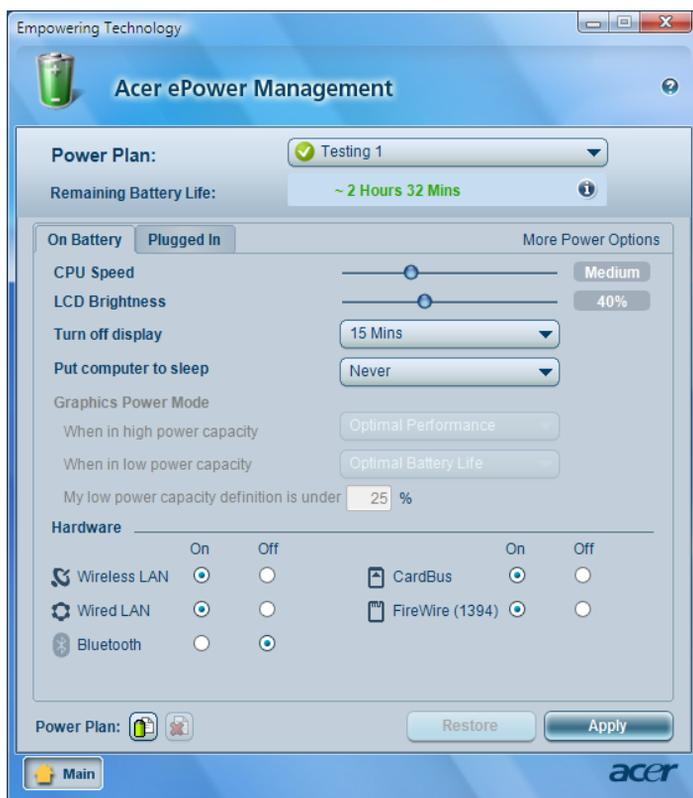 Empowering Technology
Acer ePower Management
Power Plan: Testing 1
Remaining Battery Life: ~ 2 Hours 32 Mins
On Battery Plugged In More Power Options
CPU Speed Medium
LCD Brightness 40%
Turn off display 15 Mins
Put computer to sleep Never
Graphics Power Mode
When in high power capacity Optimal Performance
When in low power capacity Optimal Battery Life
My low power capacity definition is under 25 %
Hardware
On Off On Off
Wireless LAN CardBus
Wired LAN FireWire (1394)
Bluetooth
Power Plan: Restore Apply
Main acer